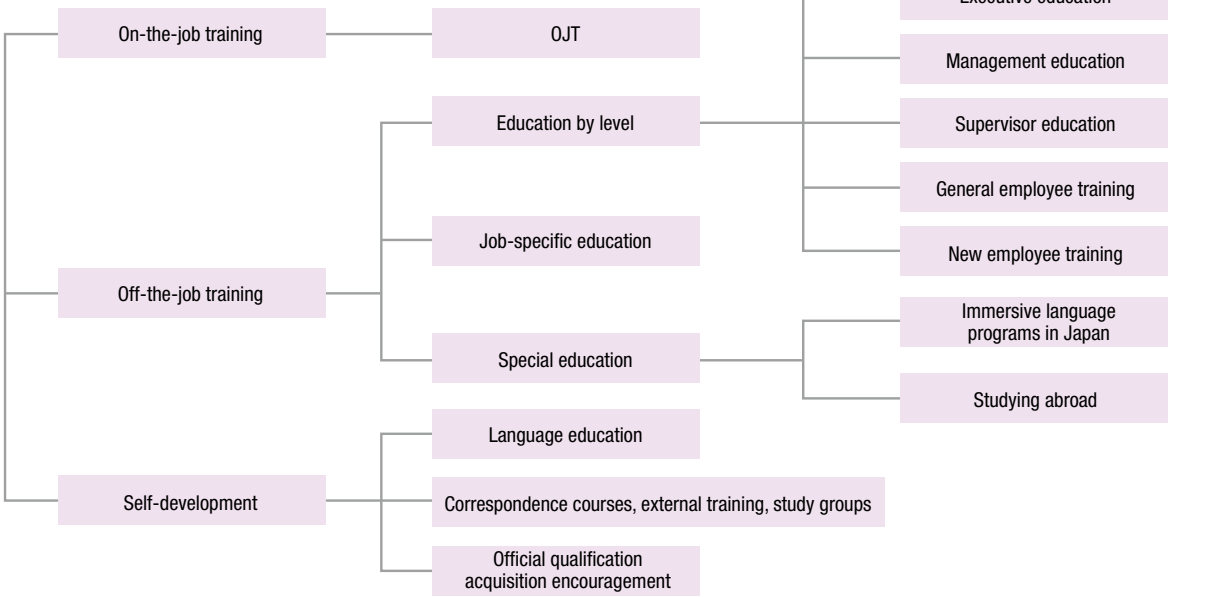 Executive education
On-the-job training
OJT
Management education
Education by level
Supervisor education
General employee training
Job-specific education
New employee training
Off-the-job training
Immersive language
programs in Japan
Special education
Studying abroad
Language education
Self-development
Correspondence courses, external training, study groups
Official qualification
acquisition encouragement